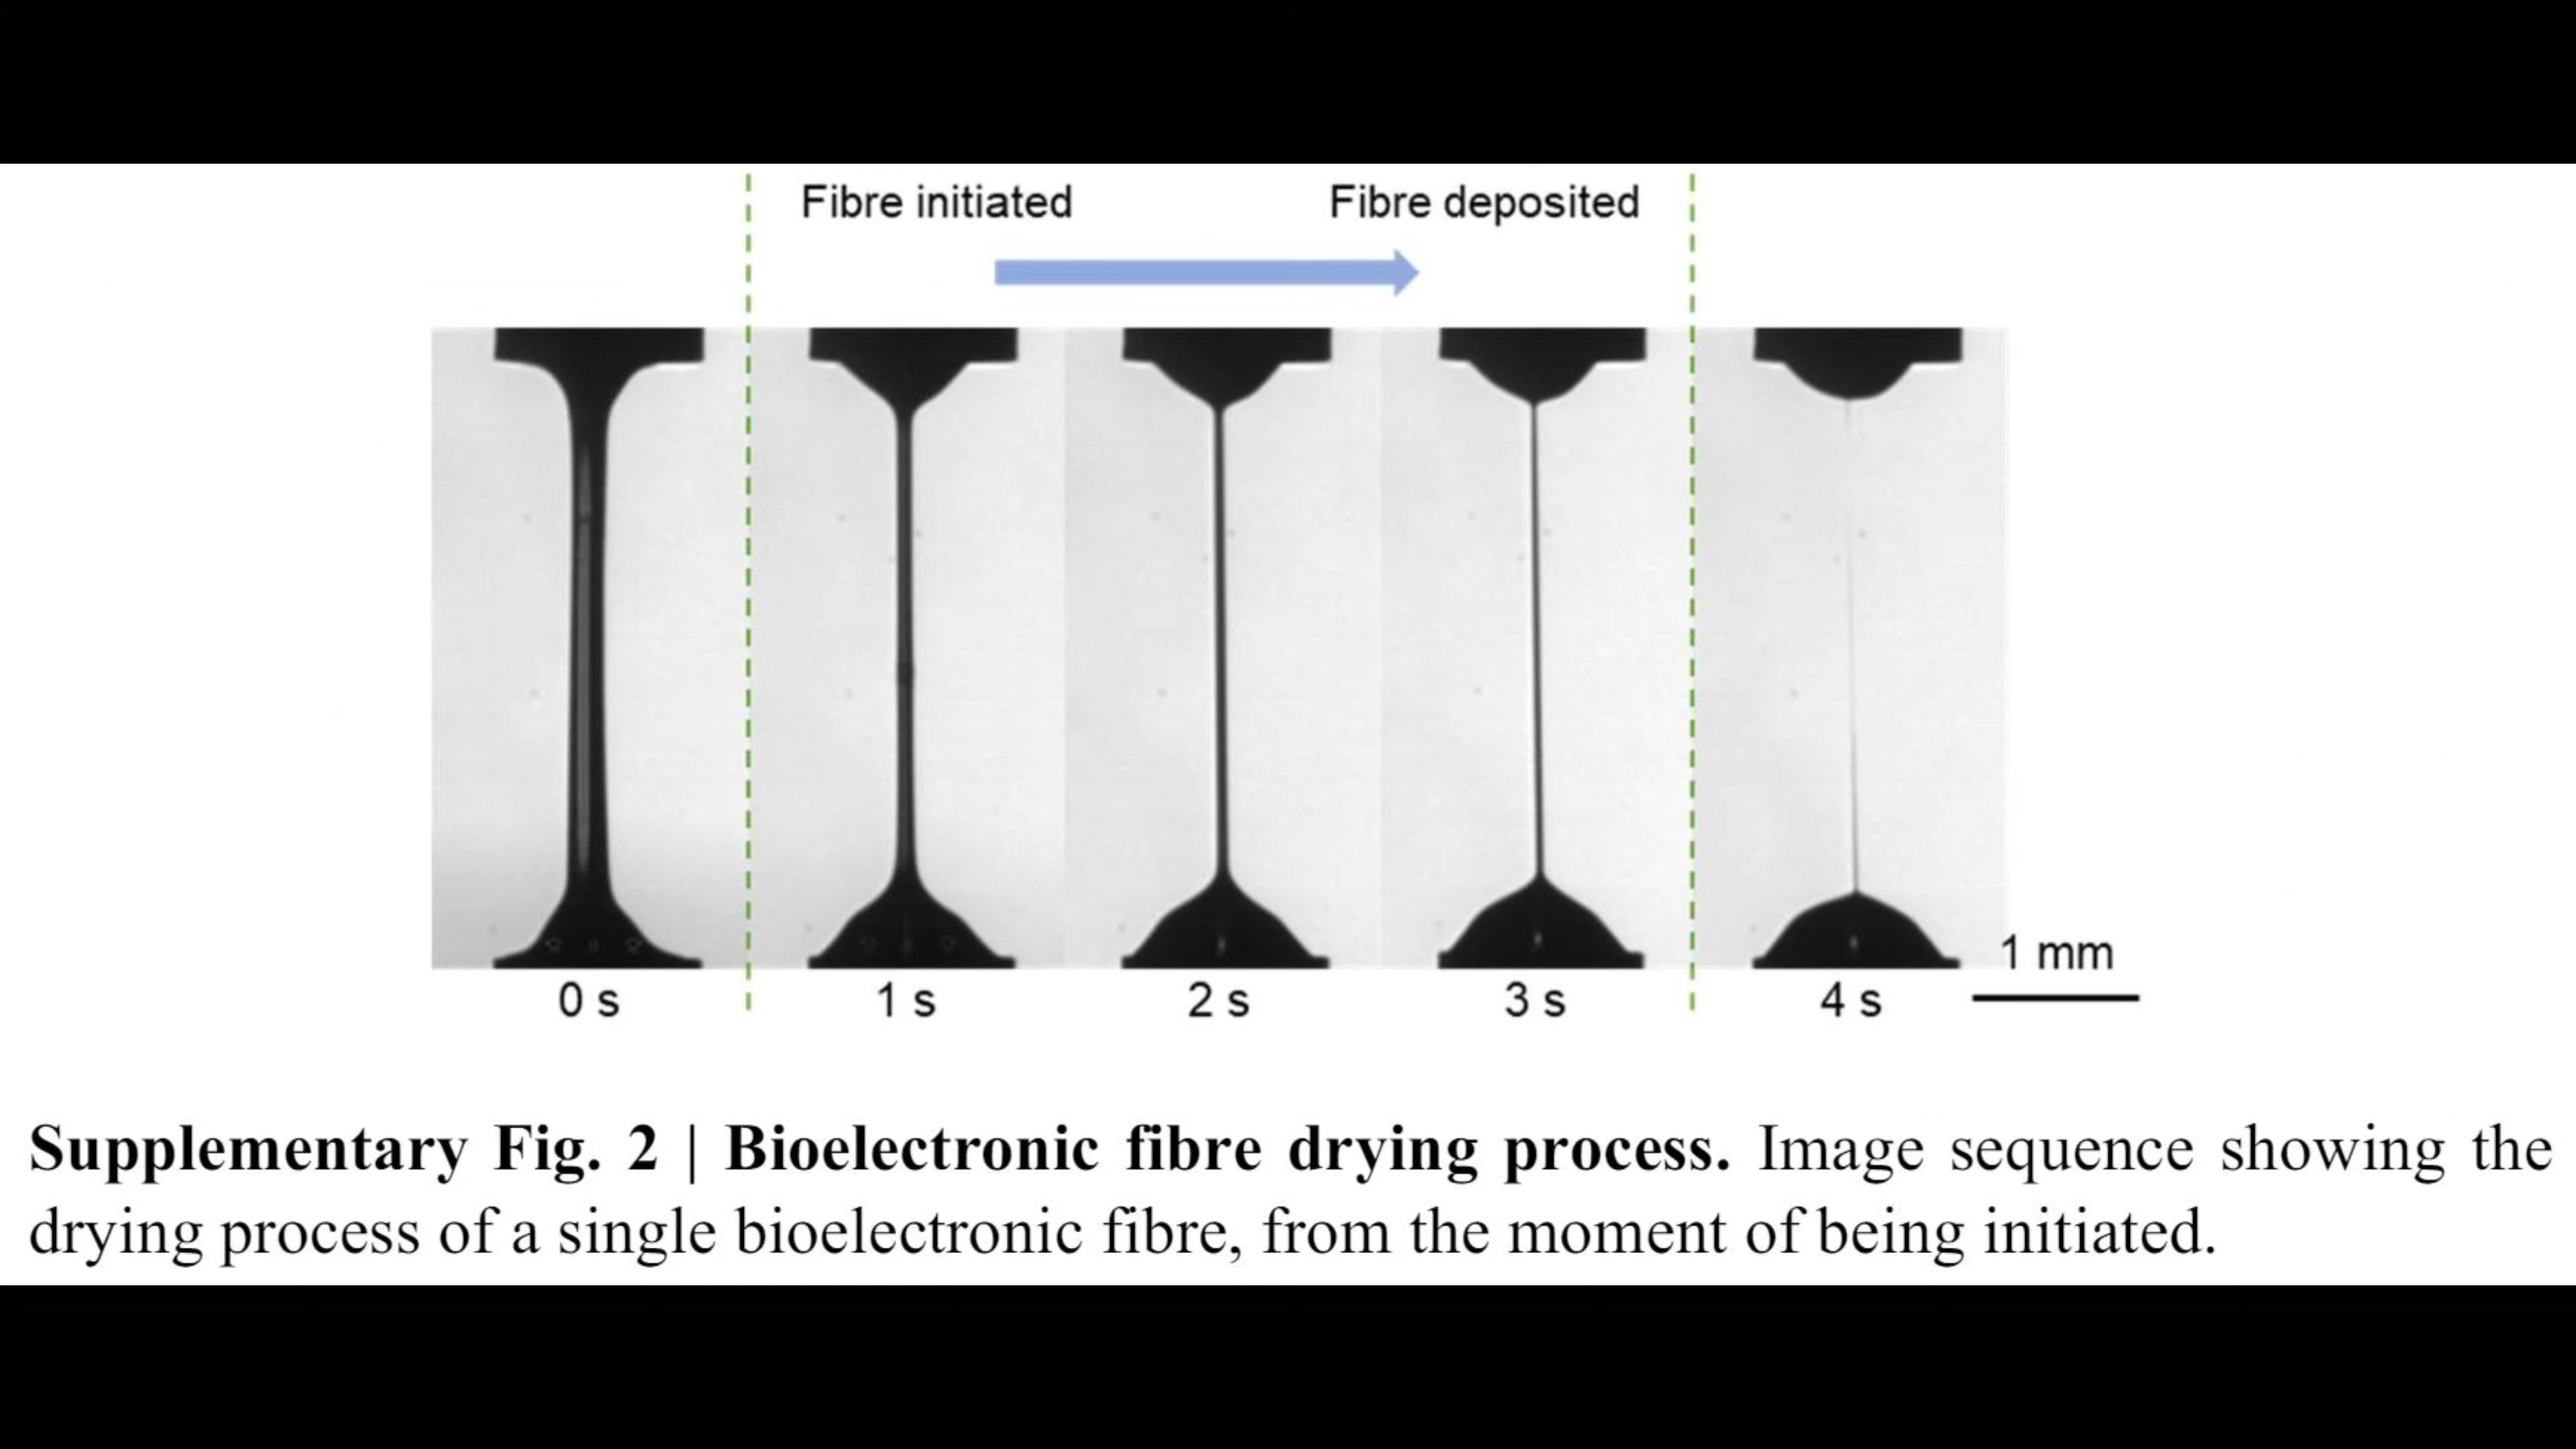 Fibre initiated Fibre deposited
0 s 1 s 2 s 3 s 4 s 1 mm
Supplementary Fig. 2 | Bioelectronic fibre drying process. Image sequence showing the
drying process of a single bioelectronic fibre, from the moment of being initiated.